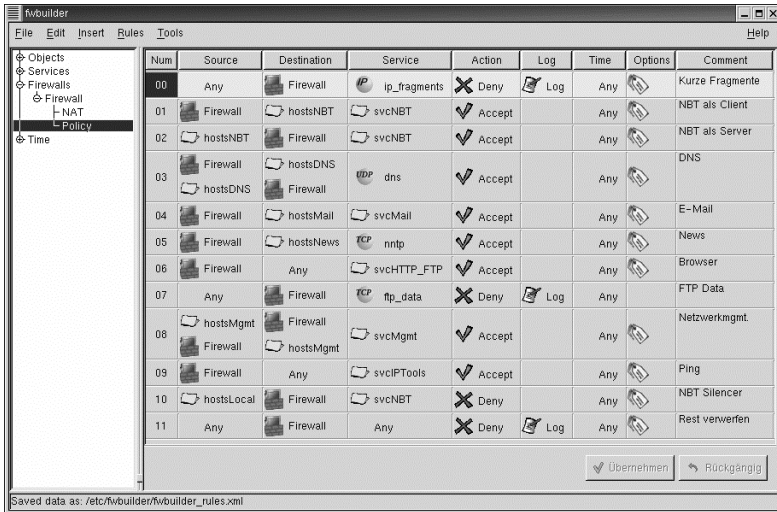 fwbuilder
File Edit Insert Rules Tools Help
Objects
Services
Firewalls
Firewall
NAT
Policy
Time
Num Source Destination Service Action Log Time Options Comment
00 Any Firewall IP ip_fragments Deny Log Any Kurze Fragmente
01 Firewall hostsNBT svcNBT Accept Any NBT als Client
02 hostsNBT Firewall svcNBT Accept Any NBT als Server
03 Firewall hostsDNS UDP dns Accept Any DNS
hostsDNS Firewall
04 Firewall hostsMail svcMail Accept Any E-Mail
05 Firewall hostsNews TCP nntp Accept Any News
06 Firewall Any svcHTTP_FTP Accept Any Browser
07 Any Firewall TCP ftp_data Deny Log Any FTP Data
08 hostsMgmt Firewall svcMgmt Accept Any Netzwerkmgmt.
Firewall hostsMgmt
09 Firewall Any svcIPTools Accept Any Ping
10 hostsLocal Firewall svcNBT Deny Any NBT Silencer
11 Any Firewall Any Deny Log Any Rest verwerfen
Übernehmen Rückgängig
Saved data as: /etc/fwbuilder/fwbuilder_rules.xml